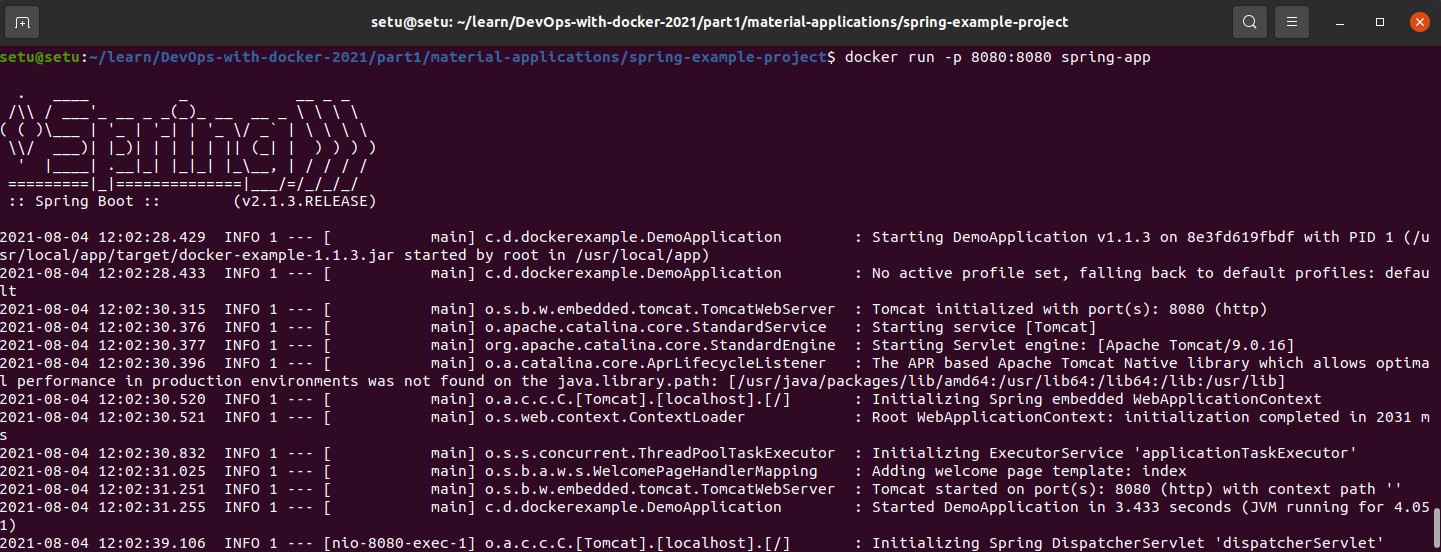 setu@setu: ~/learn/DevOps-with-docker-2021/part1/material-applications/spring-example-project
setu@setu:~/learn/DevOps-with-docker-2021/part1/material-applications/spring-example-project$ docker run -p 8080:8080 spring-app
  .   ____          _            __ _ _
 /\\ / ___'_ __ _ _(_)_ __  __ _ \ \ \ \
( ( )\___ | '_ | '_| | '_ \/ _` | \ \ \ \
 \\/  ___)| |_)| | | | | || (_| |  ) ) ) )
  '  |____| .__|_| |_|_| |_\__, | / / / /
 =========|_|==============|___/=/_/_/_/
 :: Spring Boot ::        (v2.1.3.RELEASE)
2021-08-04 12:02:28.429  INFO 1 --- [           main] c.d.dockerexample.DemoApplication        : Starting DemoApplication v1.1.3 on 8e3fd619fbdf with PID 1 (/u
sr/local/app/target/docker-example-1.1.3.jar started by root in /usr/local/app)
2021-08-04 12:02:28.433  INFO 1 --- [           main] c.d.dockerexample.DemoApplication        : No active profile set, falling back to default profiles: defau
lt
2021-08-04 12:02:30.315  INFO 1 --- [           main] o.s.b.w.embedded.tomcat.TomcatWebServer  : Tomcat initialized with port(s): 8080 (http)
2021-08-04 12:02:30.376  INFO 1 --- [           main] o.apache.catalina.core.StandardService   : Starting service [Tomcat]
2021-08-04 12:02:30.377  INFO 1 --- [           main] org.apache.catalina.core.StandardEngine  : Starting Servlet engine: [Apache Tomcat/9.0.16]
2021-08-04 12:02:30.396  INFO 1 --- [           main] o.a.catalina.core.AprLifecycleListener   : The APR based Apache Tomcat Native library which allows optima
l performance in production environments was not found on the java.library.path: [/usr/java/packages/lib/amd64:/usr/lib64:/lib64:/lib:/usr/lib]
2021-08-04 12:02:30.520  INFO 1 --- [           main] o.a.c.c.C.[Tomcat].[localhost].[/]       : Initializing Spring embedded WebApplicationContext
2021-08-04 12:02:30.521  INFO 1 --- [           main] o.s.web.context.ContextLoader            : Root WebApplicationContext: initialization completed in 2031 m
s
2021-08-04 12:02:30.832  INFO 1 --- [           main] o.s.s.concurrent.ThreadPoolTaskExecutor  : Initializing ExecutorService 'applicationTaskExecutor'
2021-08-04 12:02:31.025  INFO 1 --- [           main] o.s.b.a.w.s.WelcomePageHandlerMapping    : Adding welcome page template: index
2021-08-04 12:02:31.251  INFO 1 --- [           main] o.s.b.w.embedded.tomcat.TomcatWebServer  : Tomcat started on port(s): 8080 (http) with context path ''
2021-08-04 12:02:31.255  INFO 1 --- [           main] c.d.dockerexample.DemoApplication        : Started DemoApplication in 3.433 seconds (JVM running for 4.05
1)
2021-08-04 12:02:39.106  INFO 1 --- [nio-8080-exec-1] o.a.c.c.C.[Tomcat].[localhost].[/]       : Initializing Spring DispatcherServlet 'dispatcherServlet'